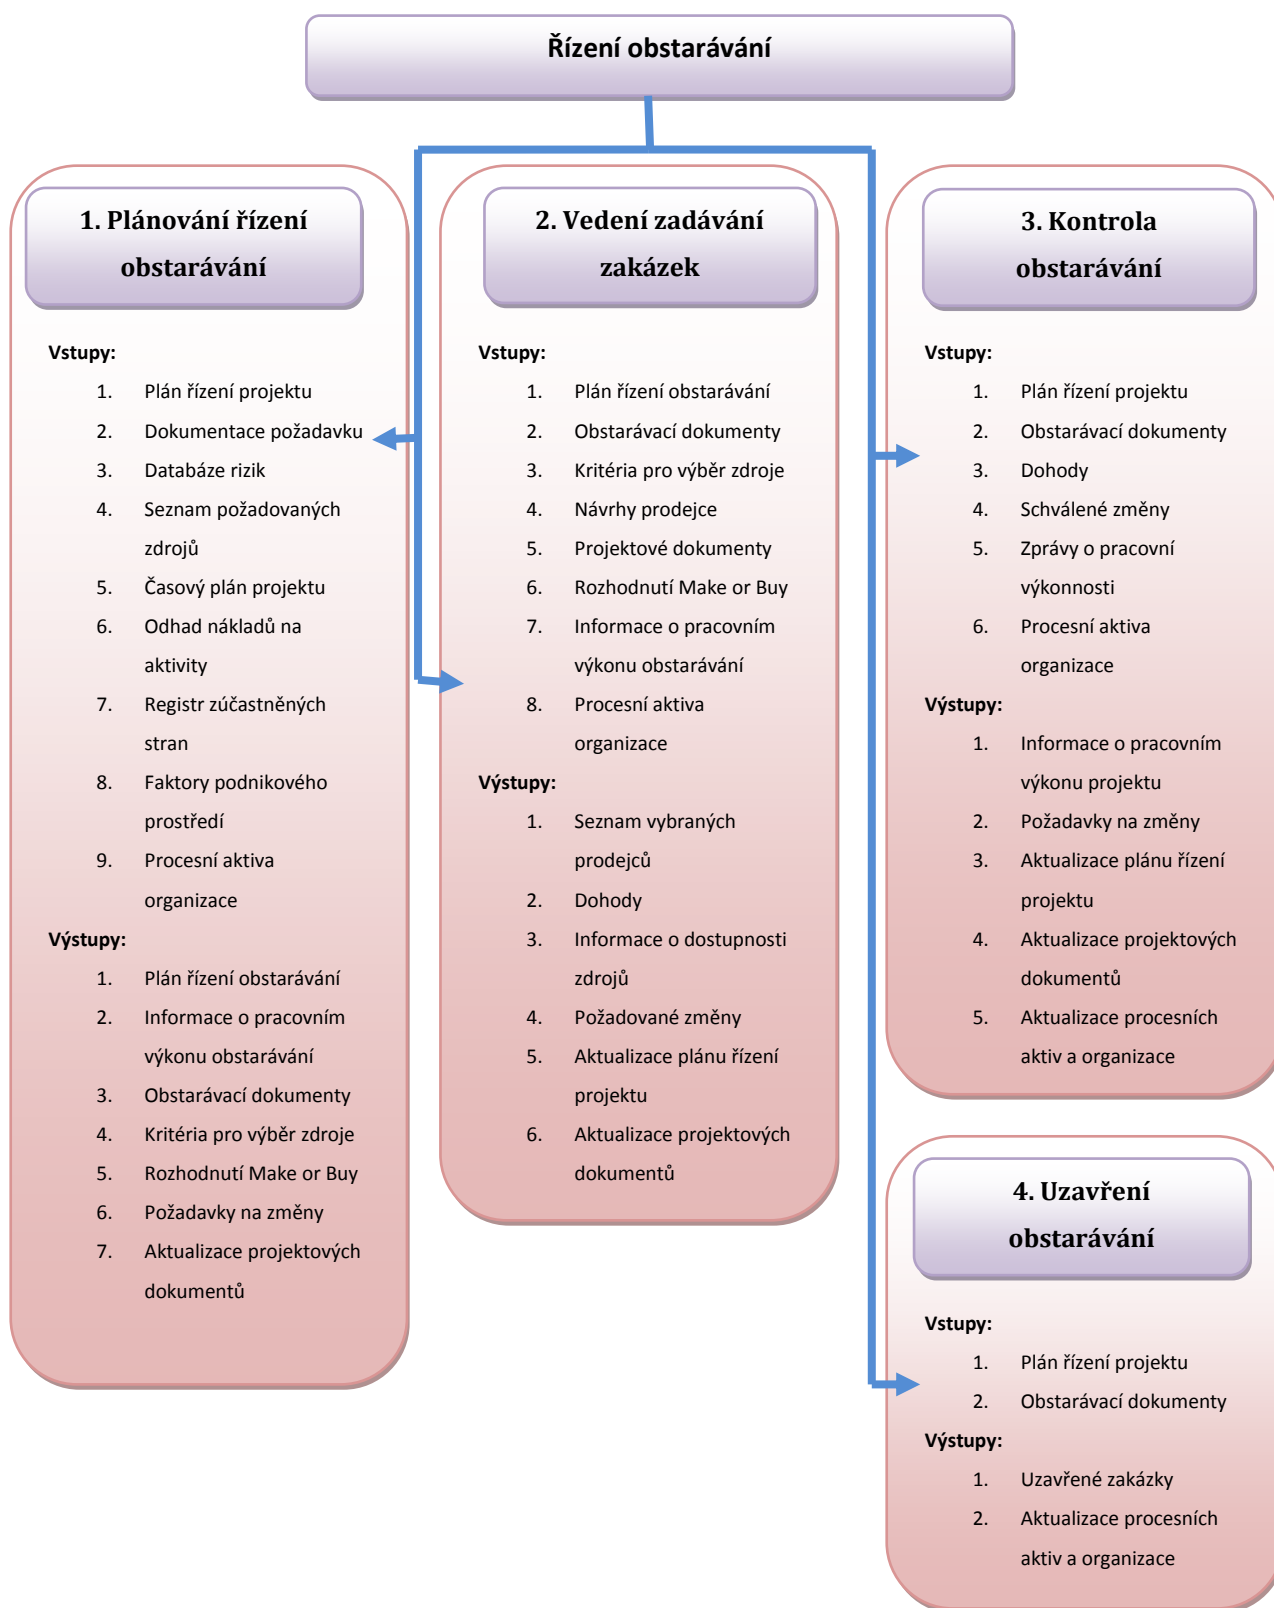 Řízení obstarávání
1. Plánování řízení
obstarávání
Vstupy:
1. Plán řízení projektu
2. Dokumentace požadavku
3. Databáze rizik
4. Seznam požadovaných
zdrojů
5. Časový plán projektu
6. Odhad nákladů na
aktivity
7. Registr zúčastněných
stran
8. Faktory podnikového
prostředí
9. Procesní aktiva
organizace
Výstupy:
1. Plán řízení obstarávání
2. Informace o pracovním
výkonu obstarávání
3. Obstarávací dokumenty
4. Kritéria pro výběr zdroje
5. Rozhodnutí Make or Buy
6. Požadavky na změny
7. Aktualizace projektových
dokumentů
2. Vedení zadávání
zakázek
Vstupy:
1. Plán řízení obstarávání
2. Obstarávací dokumenty
3. Kritéria pro výběr zdroje
4. Návrhy prodejce
5. Projektové dokumenty
6. Rozhodnutí Make or Buy
7. Informace o pracovním
výkonu obstarávání
8. Procesní aktiva
organizace
Výstupy:
1. Seznam vybraných
prodejců
2. Dohody
3. Informace o dostupnosti
zdrojů
4. Požadované změny
5. Aktualizace plánu řízení
projektu
6. Aktualizace projektových
dokumentů
3. Kontrola
obstarávání
Vstupy:
1. Plán řízení projektu
2. Obstarávací dokumenty
3. Dohody
4. Schválené změny
5. Zprávy o pracovní
výkonnosti
6. Procesní aktiva
organizace
Výstupy:
1. Informace o pracovním
výkonu projektu
2. Požadavky na změny
3. Aktualizace plánu řízení
projektu
4. Aktualizace projektových
dokumentů
5. Aktualizace procesních
aktiv a organizace
4. Uzavření
obstarávání
Vstupy:
1. Plán řízení projektu
2. Obstarávací dokumenty
Výstupy:
1. Uzavřené zakázky
2. Aktualizace procesních
aktiv a organizace